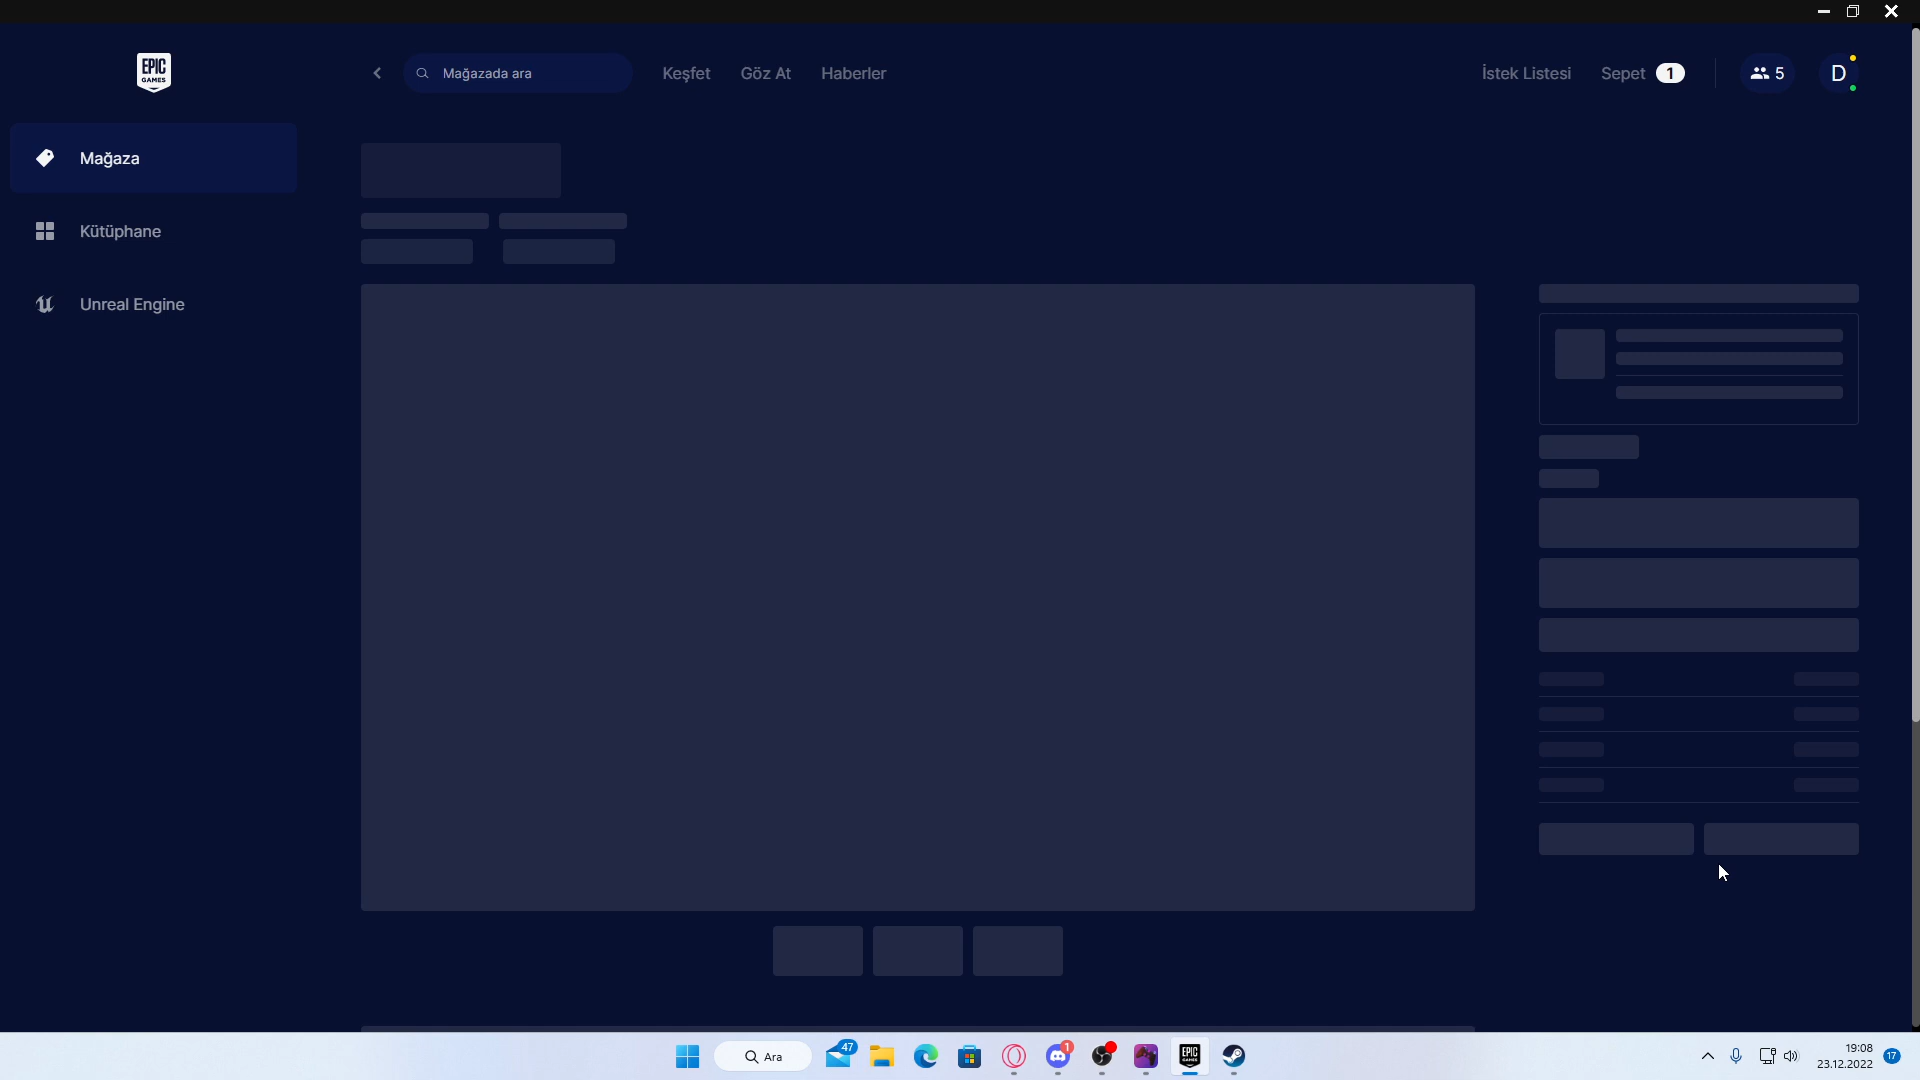 EPIC
GAMES
Mağazada ara
Keşfet
Göz At
Haberler
İstek Listesi
Sepet 1
5
D
Mağaza
Kütüphane
Unreal Engine
Ara
47
1
EPIC
GAMES
19:08
23.12.2022
17